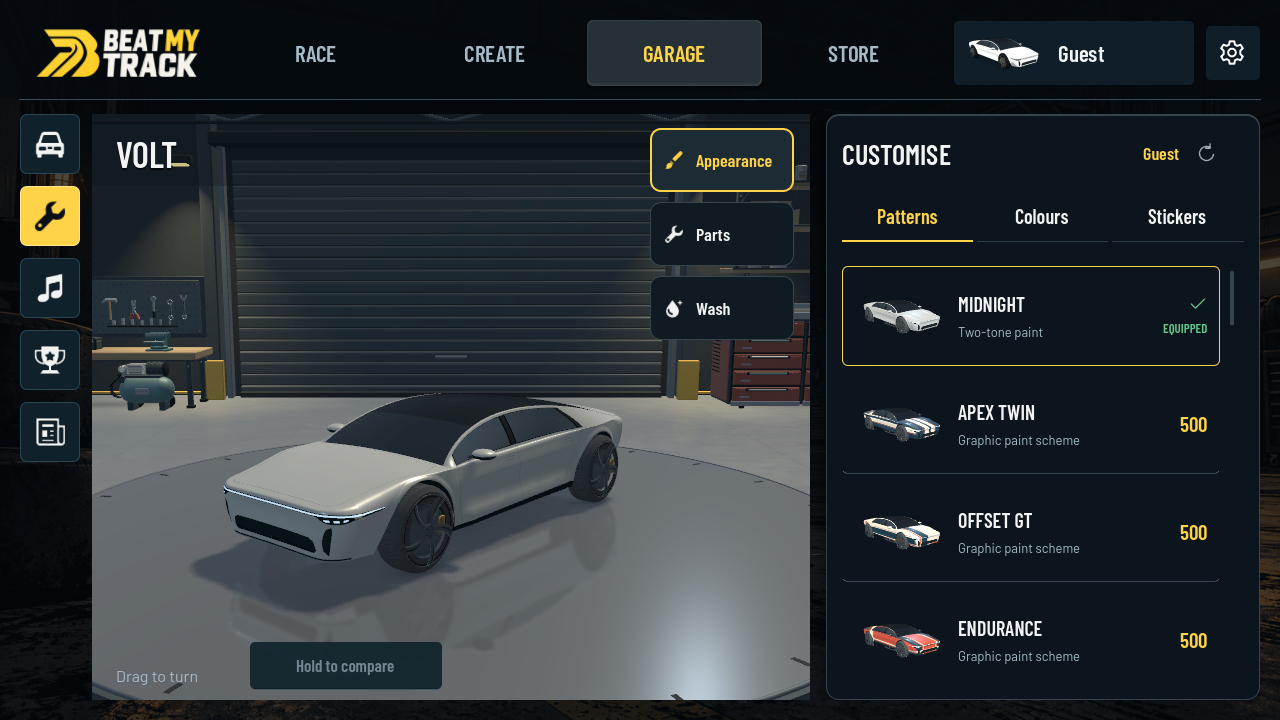 BEATMY
TRACK
RACE
CREATE
GARAGE
STORE
Guest
VOLT
Appearance
Parts
Wash
Hold to compare
Drag to turn
CUSTOMISE
Guest
Patterns
Colours
Stickers
MIDNIGHT
Two-tone paint
EQUIPPED
APEX TWIN
Graphic paint scheme
500
OFFSET GT
Graphic paint scheme
500
ENDURANCE
Graphic paint scheme
500